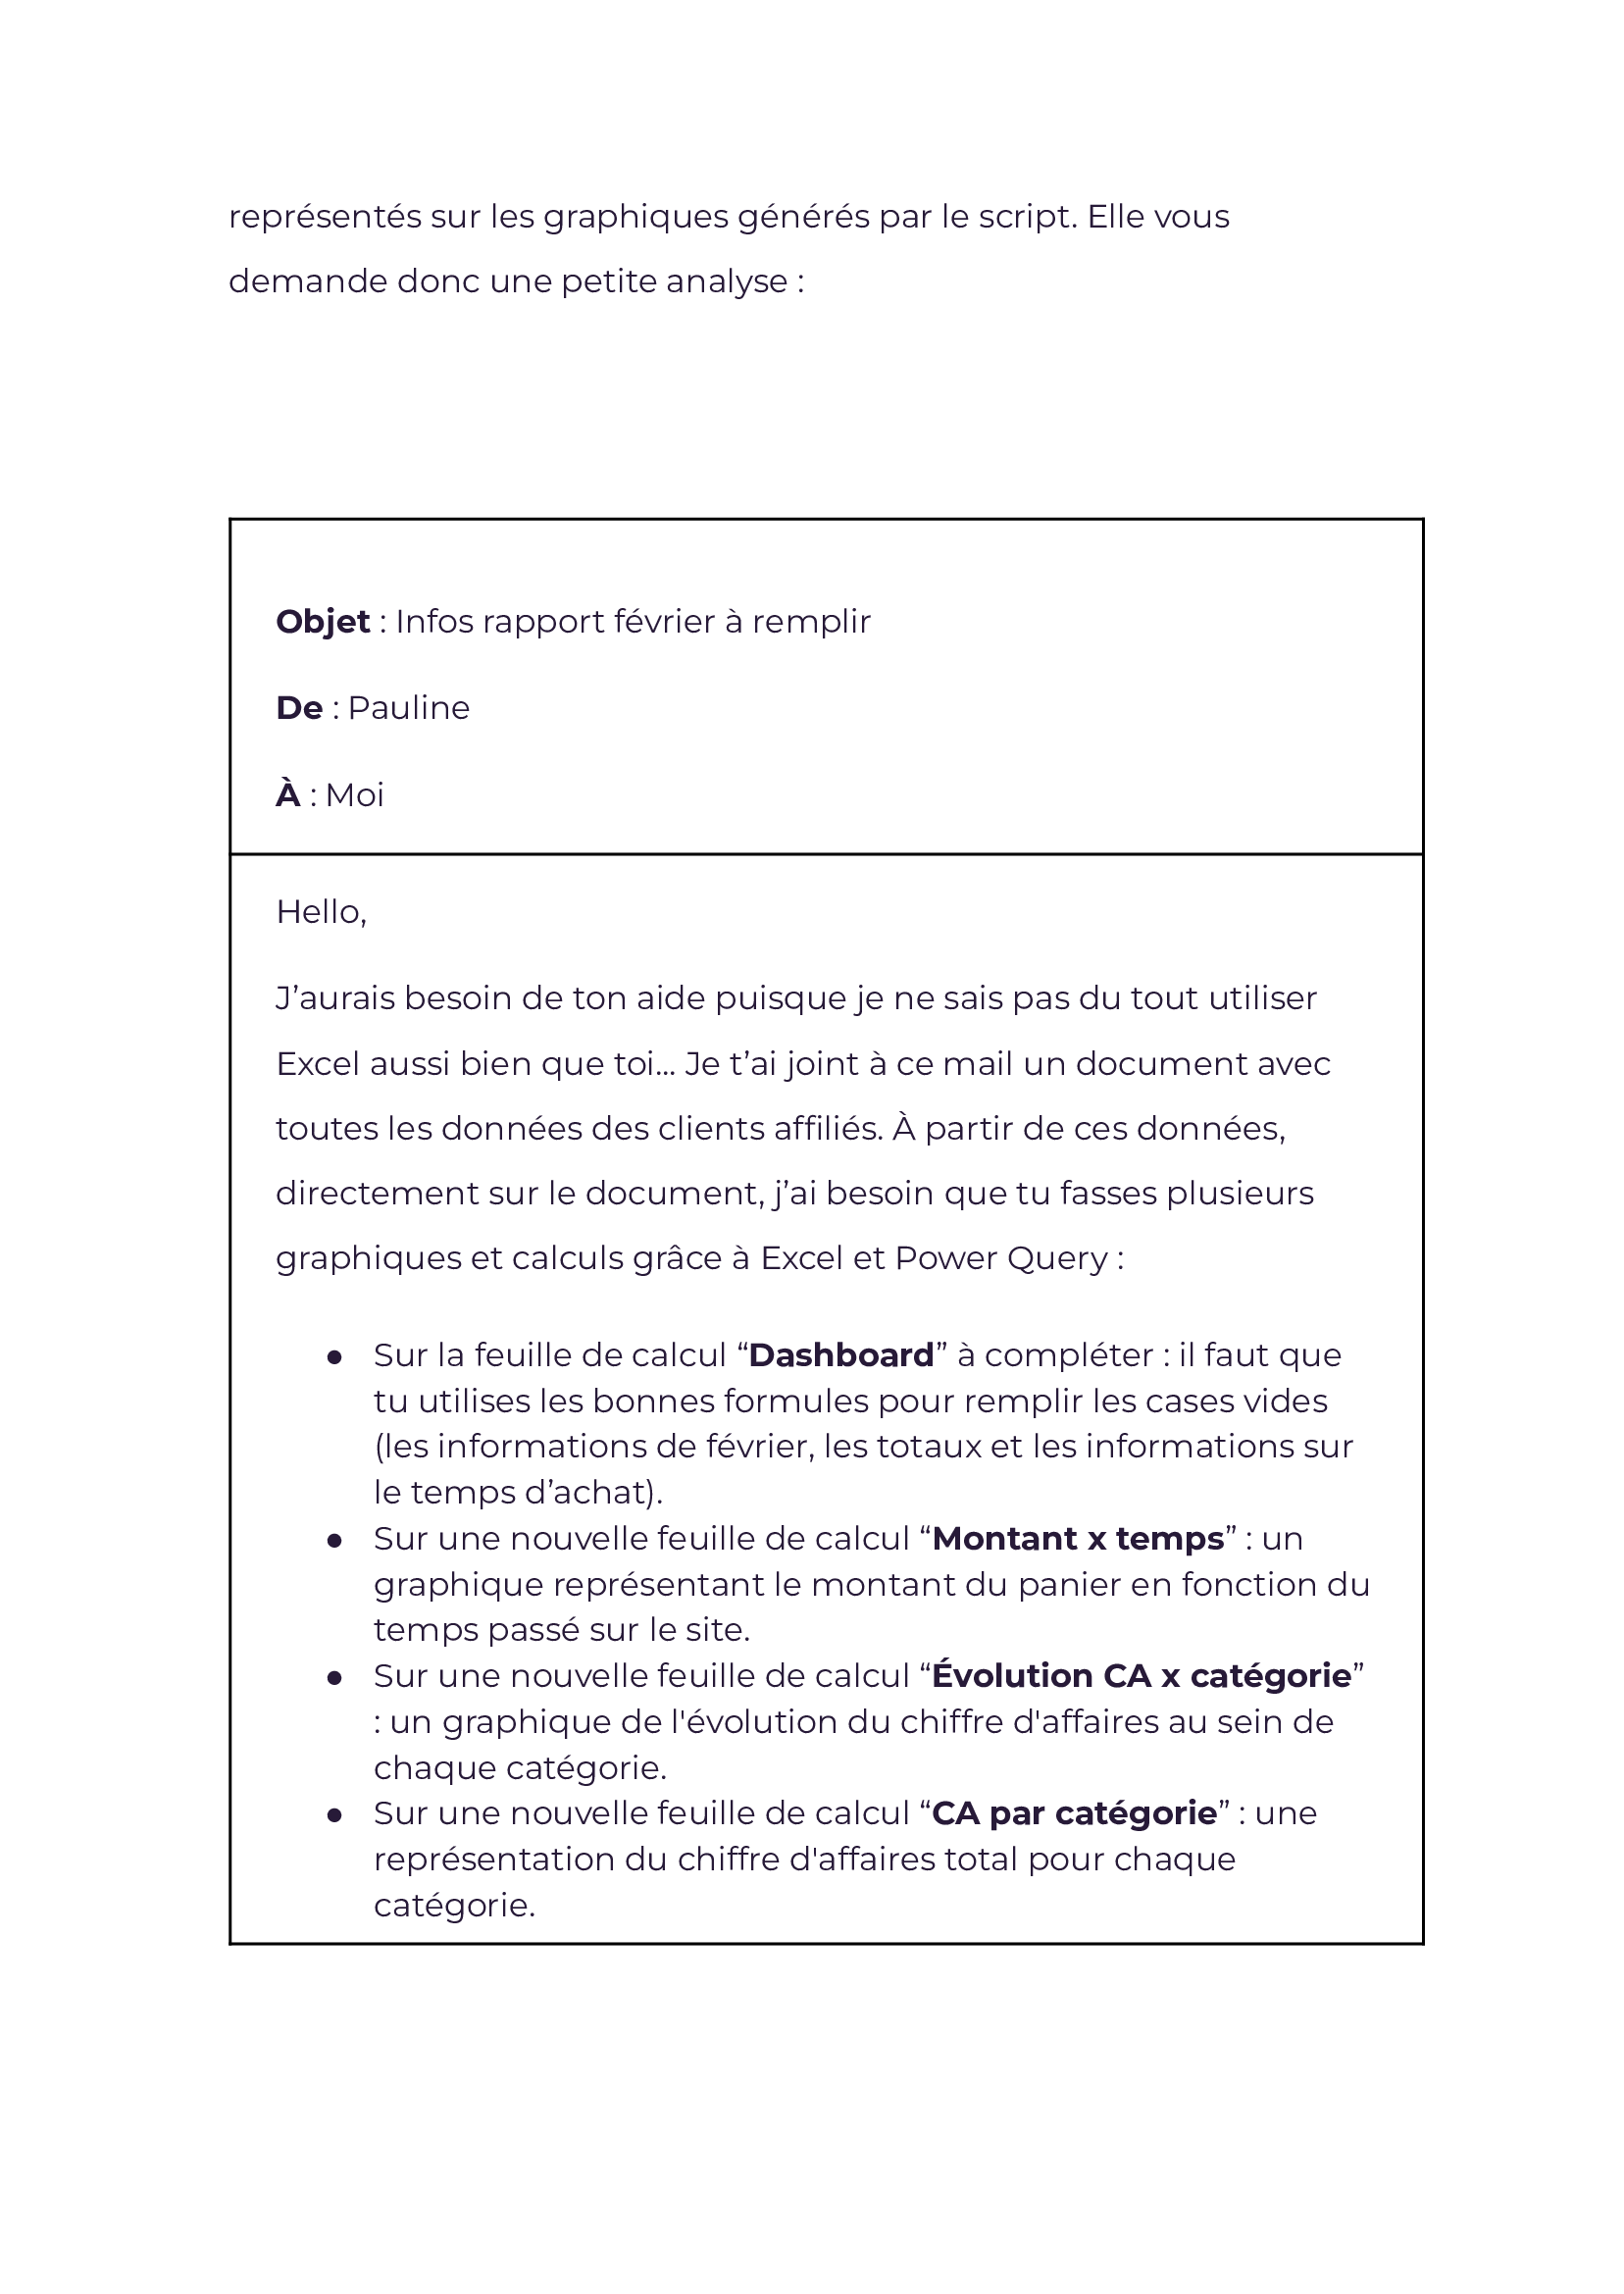 représentés sur les graphiques générés par le script. Elle vous
demande donc une petite analyse :
Objet : Infos rapport février à remplir
De : Pauline
À : Moi
Hello,
J’aurais besoin de ton aide puisque je ne sais pas du tout utiliser
Excel aussi bien que toi… Je t’ai joint à ce mail un document avec
toutes les données des clients affiliés. À partir de ces données,
directement sur le document, j’ai besoin que tu fasses plusieurs
graphiques et calculs grâce à Excel et Power Query :
● Sur la feuille de calcul “Dashboard” à compléter : il faut que
tu utilises les bonnes formules pour remplir les cases vides
(les informations de février, les totaux et les informations sur
le temps d’achat).
● Sur une nouvelle feuille de calcul “Montant x temps” : un
graphique représentant le montant du panier en fonction du
temps passé sur le site.
● Sur une nouvelle feuille de calcul “Évolution CA x catégorie”
: un graphique de l'évolution du chiffre d'affaires au sein de
chaque catégorie.
● Sur une nouvelle feuille de calcul “CA par catégorie” : une
représentation du chiffre d'affaires total pour chaque
catégorie.